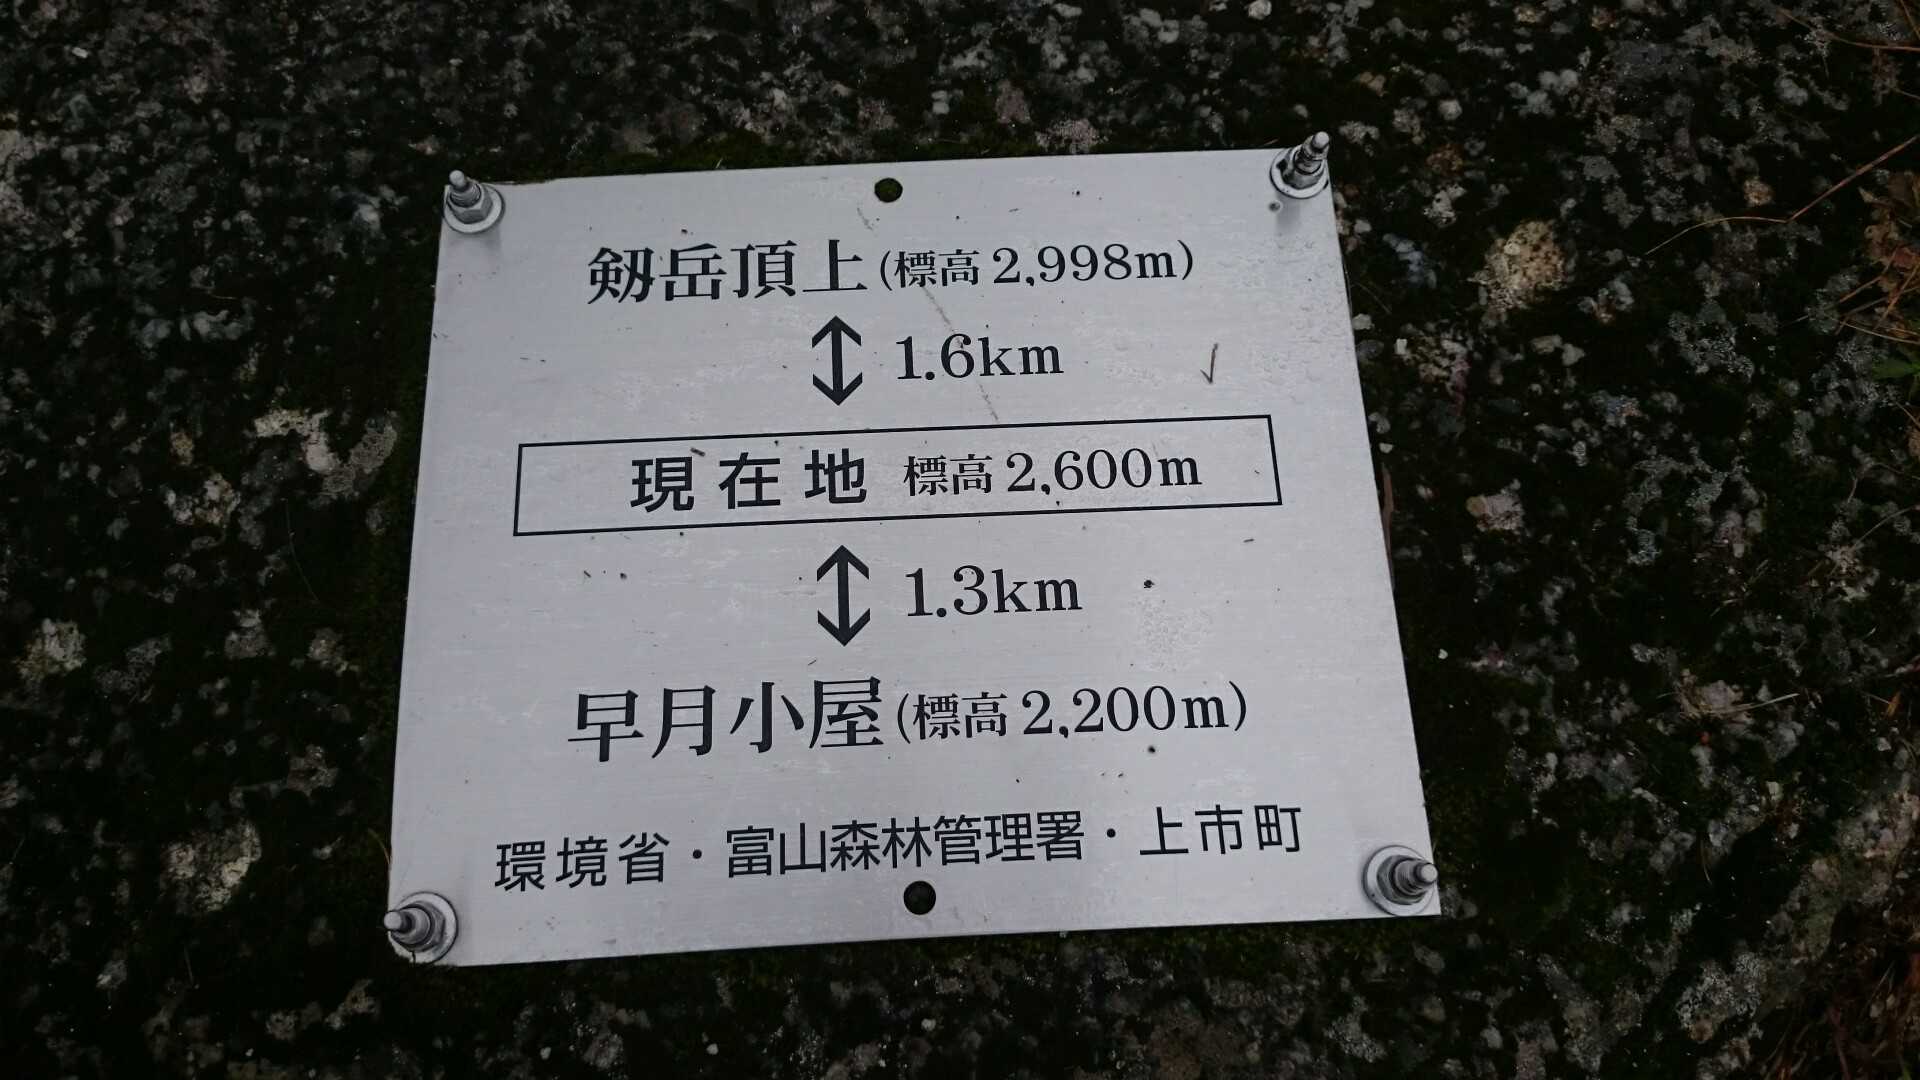 剱岳頂上(標高2,998m)
↕ 1.6km
現在地 標高2,600m
↕ 1.3km
早月小屋(標高2,200m)
環境省・富山森林管理署・上市町